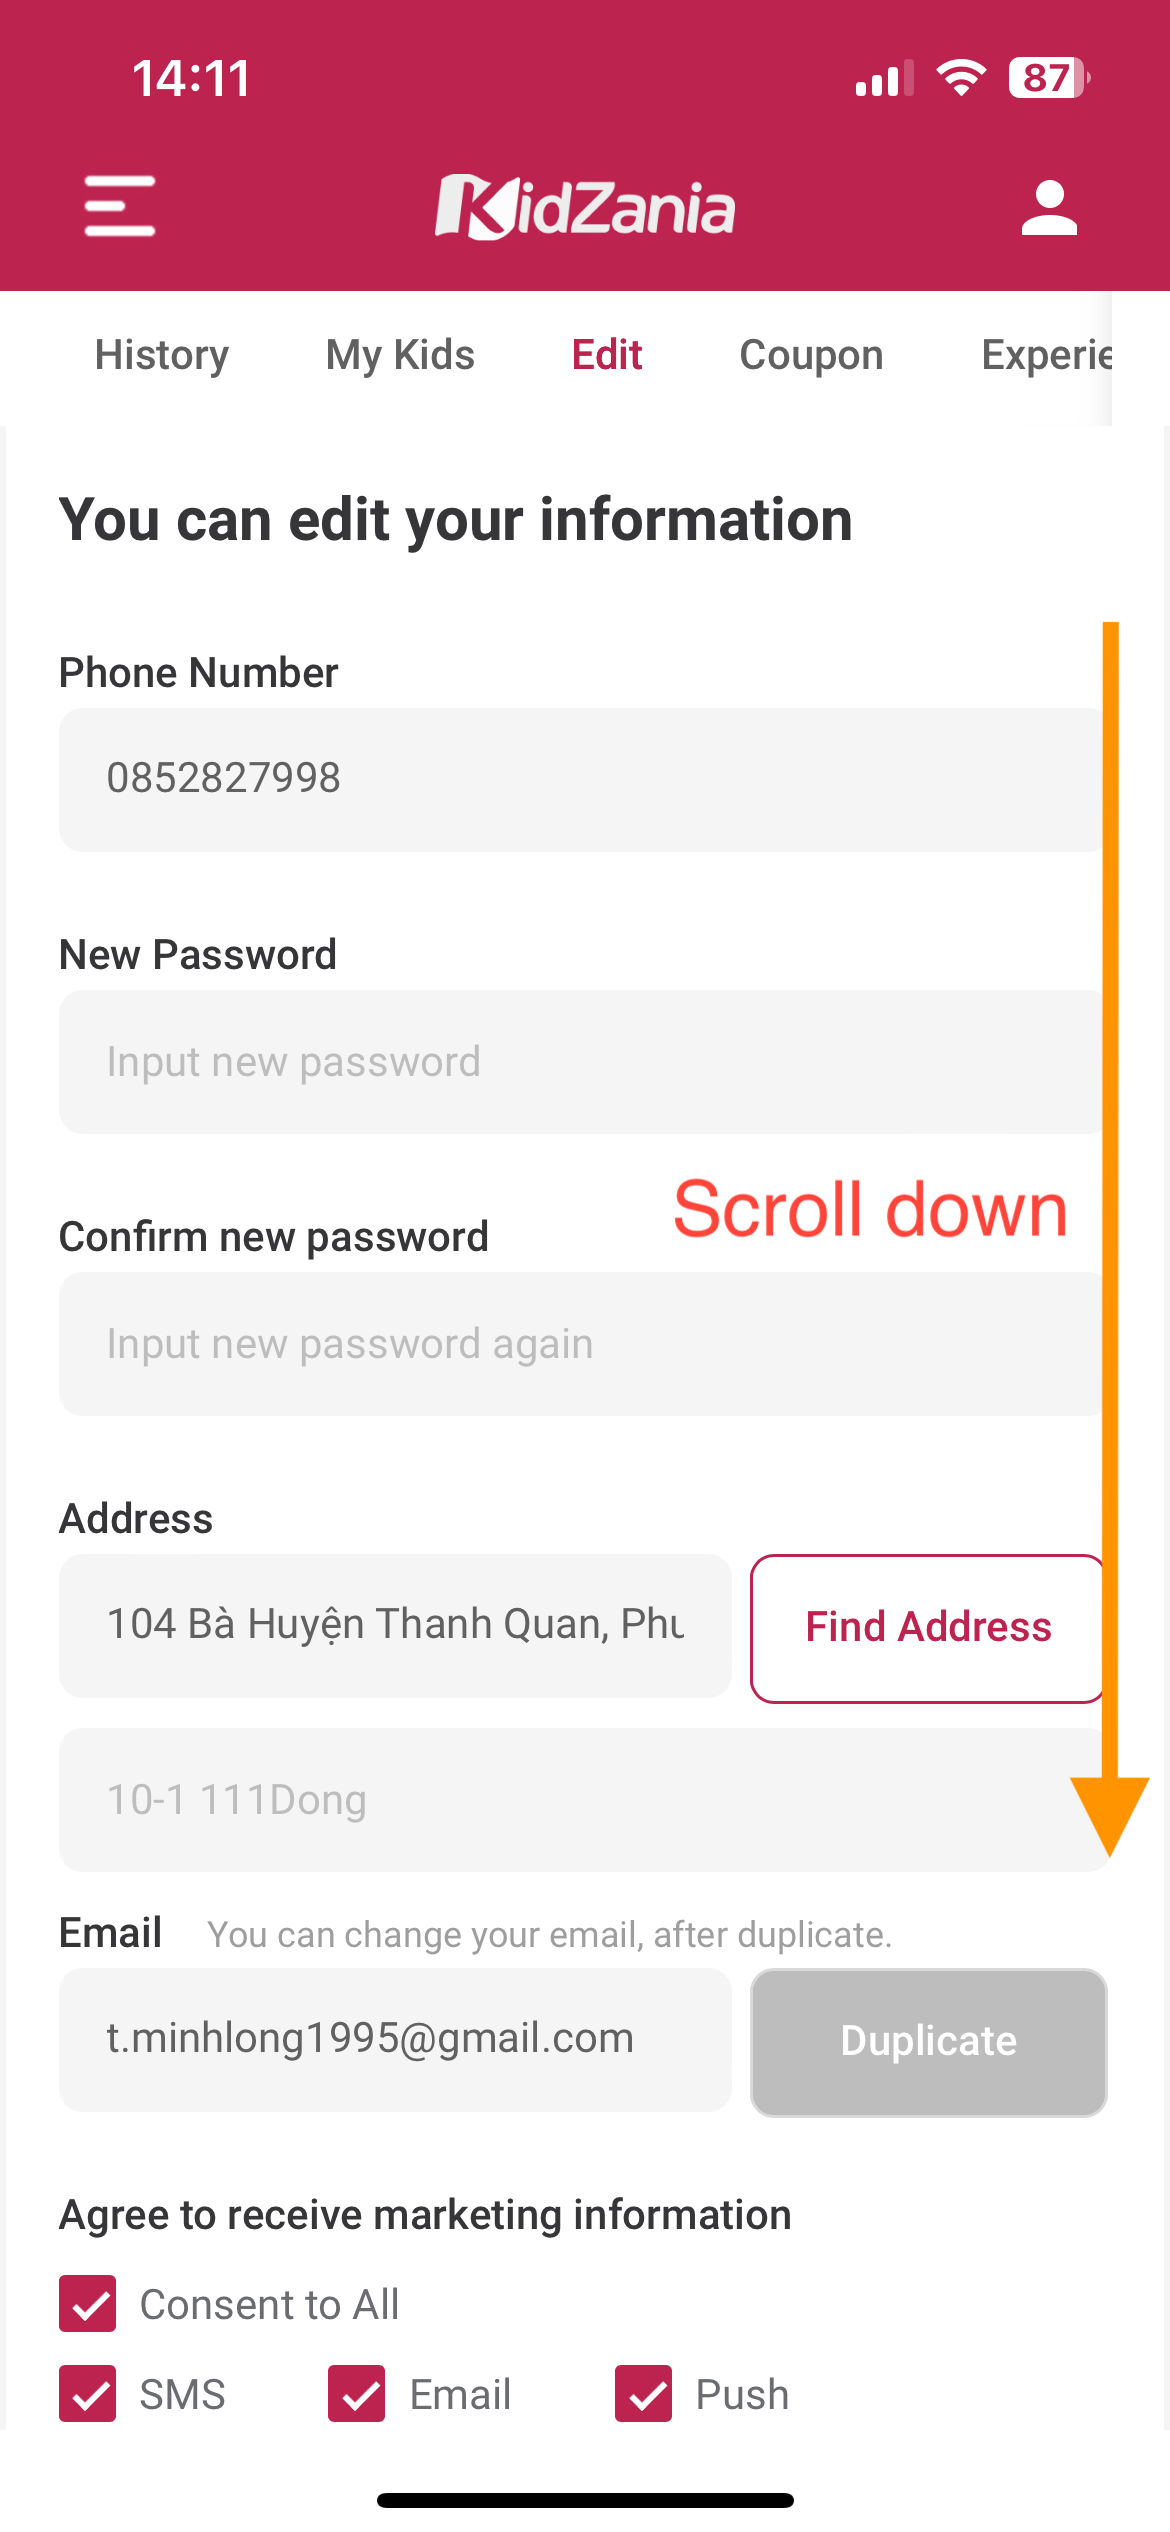 14:11
87
KidZania
History My Kids Edit Coupon Experie
You can edit your information
Phone Number
0852827998
New Password
Input new password
Scroll down
Confirm new password
Input new password again
Address
104 Bà Huyện Thanh Quan, Phu
Find Address
10-1 111Dong
Email You can change your email, after duplicate.
t.minhlong1995@gmail.com
Duplicate
Agree to receive marketing information
Consent to All
SMS Email Push